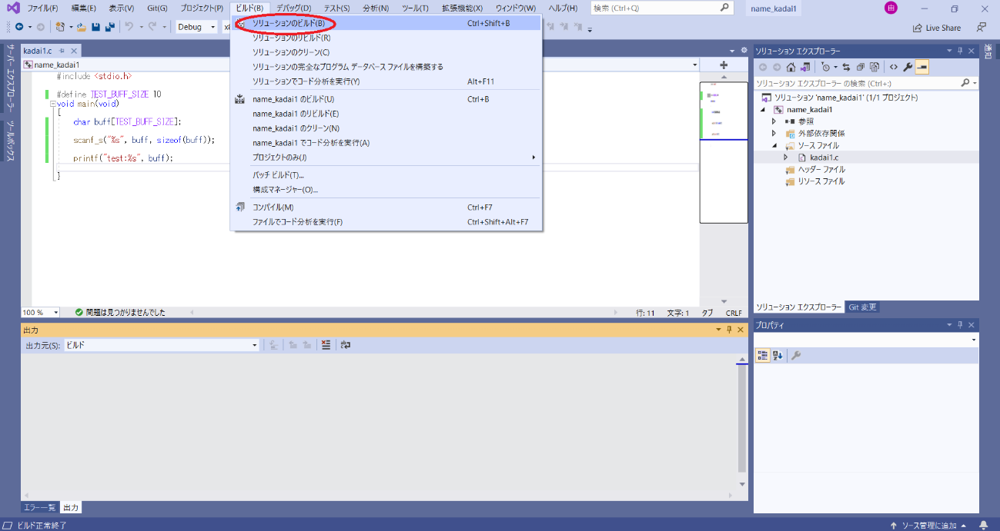 ファイル(F) 編集(E) 表示(V) Git(G) プロジェクト(P) ビルド(B) デバッグ(D) テスト(S) 分析(N) ツール(T) 拡張機能(X) ウィンドウ(W) ヘルプ(H) 検索 (Ctrl+Q) name_kadai1 由
Debug Live Share
ソリューションのビルド(B) Ctrl+Shift+B
ソリューションのリビルド(R)
ソリューションのクリーン(C)
ソリューションの完全なプログラム データベース ファイルを構築する
ソリューションでコード分析を実行(Y) Alt+F11
name_kadai1 のビルド(U) Ctrl+B
name_kadai1 のリビルド(E)
name_kadai1 のクリーン(N)
name_kadai1 でコード分析を実行(A)
プロジェクトのみ(J)
バッチ ビルド(T)...
構成マネージャー(O)...
コンパイル(M) Ctrl+F7
ファイルでコード分析を実行(F) Ctrl+Shift+Alt+F7
サーバー エクスプローラー
ツールボックス
kadai1.c
name_kadai1
#include <stdio.h>
#define TEST_BUFF_SIZE 10
void main(void)
{
char buff[TEST_BUFF_SIZE];
scanf_s("%s", buff, sizeof(buff));
printf("test:%s", buff);
}
100 % 問題は見つかりませんでした 行: 11 文字: 1 タブ CRLF
ソリューション エクスプローラー
ソリューション エクスプローラー の検索 (Ctrl+:)
ソリューション 'name_kadai1' (1/1 プロジェクト)
name_kadai1
参照
外部依存関係
ソース ファイル
kadai1.c
ヘッダー ファイル
リソース ファイル
ソリューション エクスプローラー Git 変更
通知
プロパティ
出力
出力元(S): ビルド
エラー一覧 出力
ビルド正常終了 ソース管理に追加